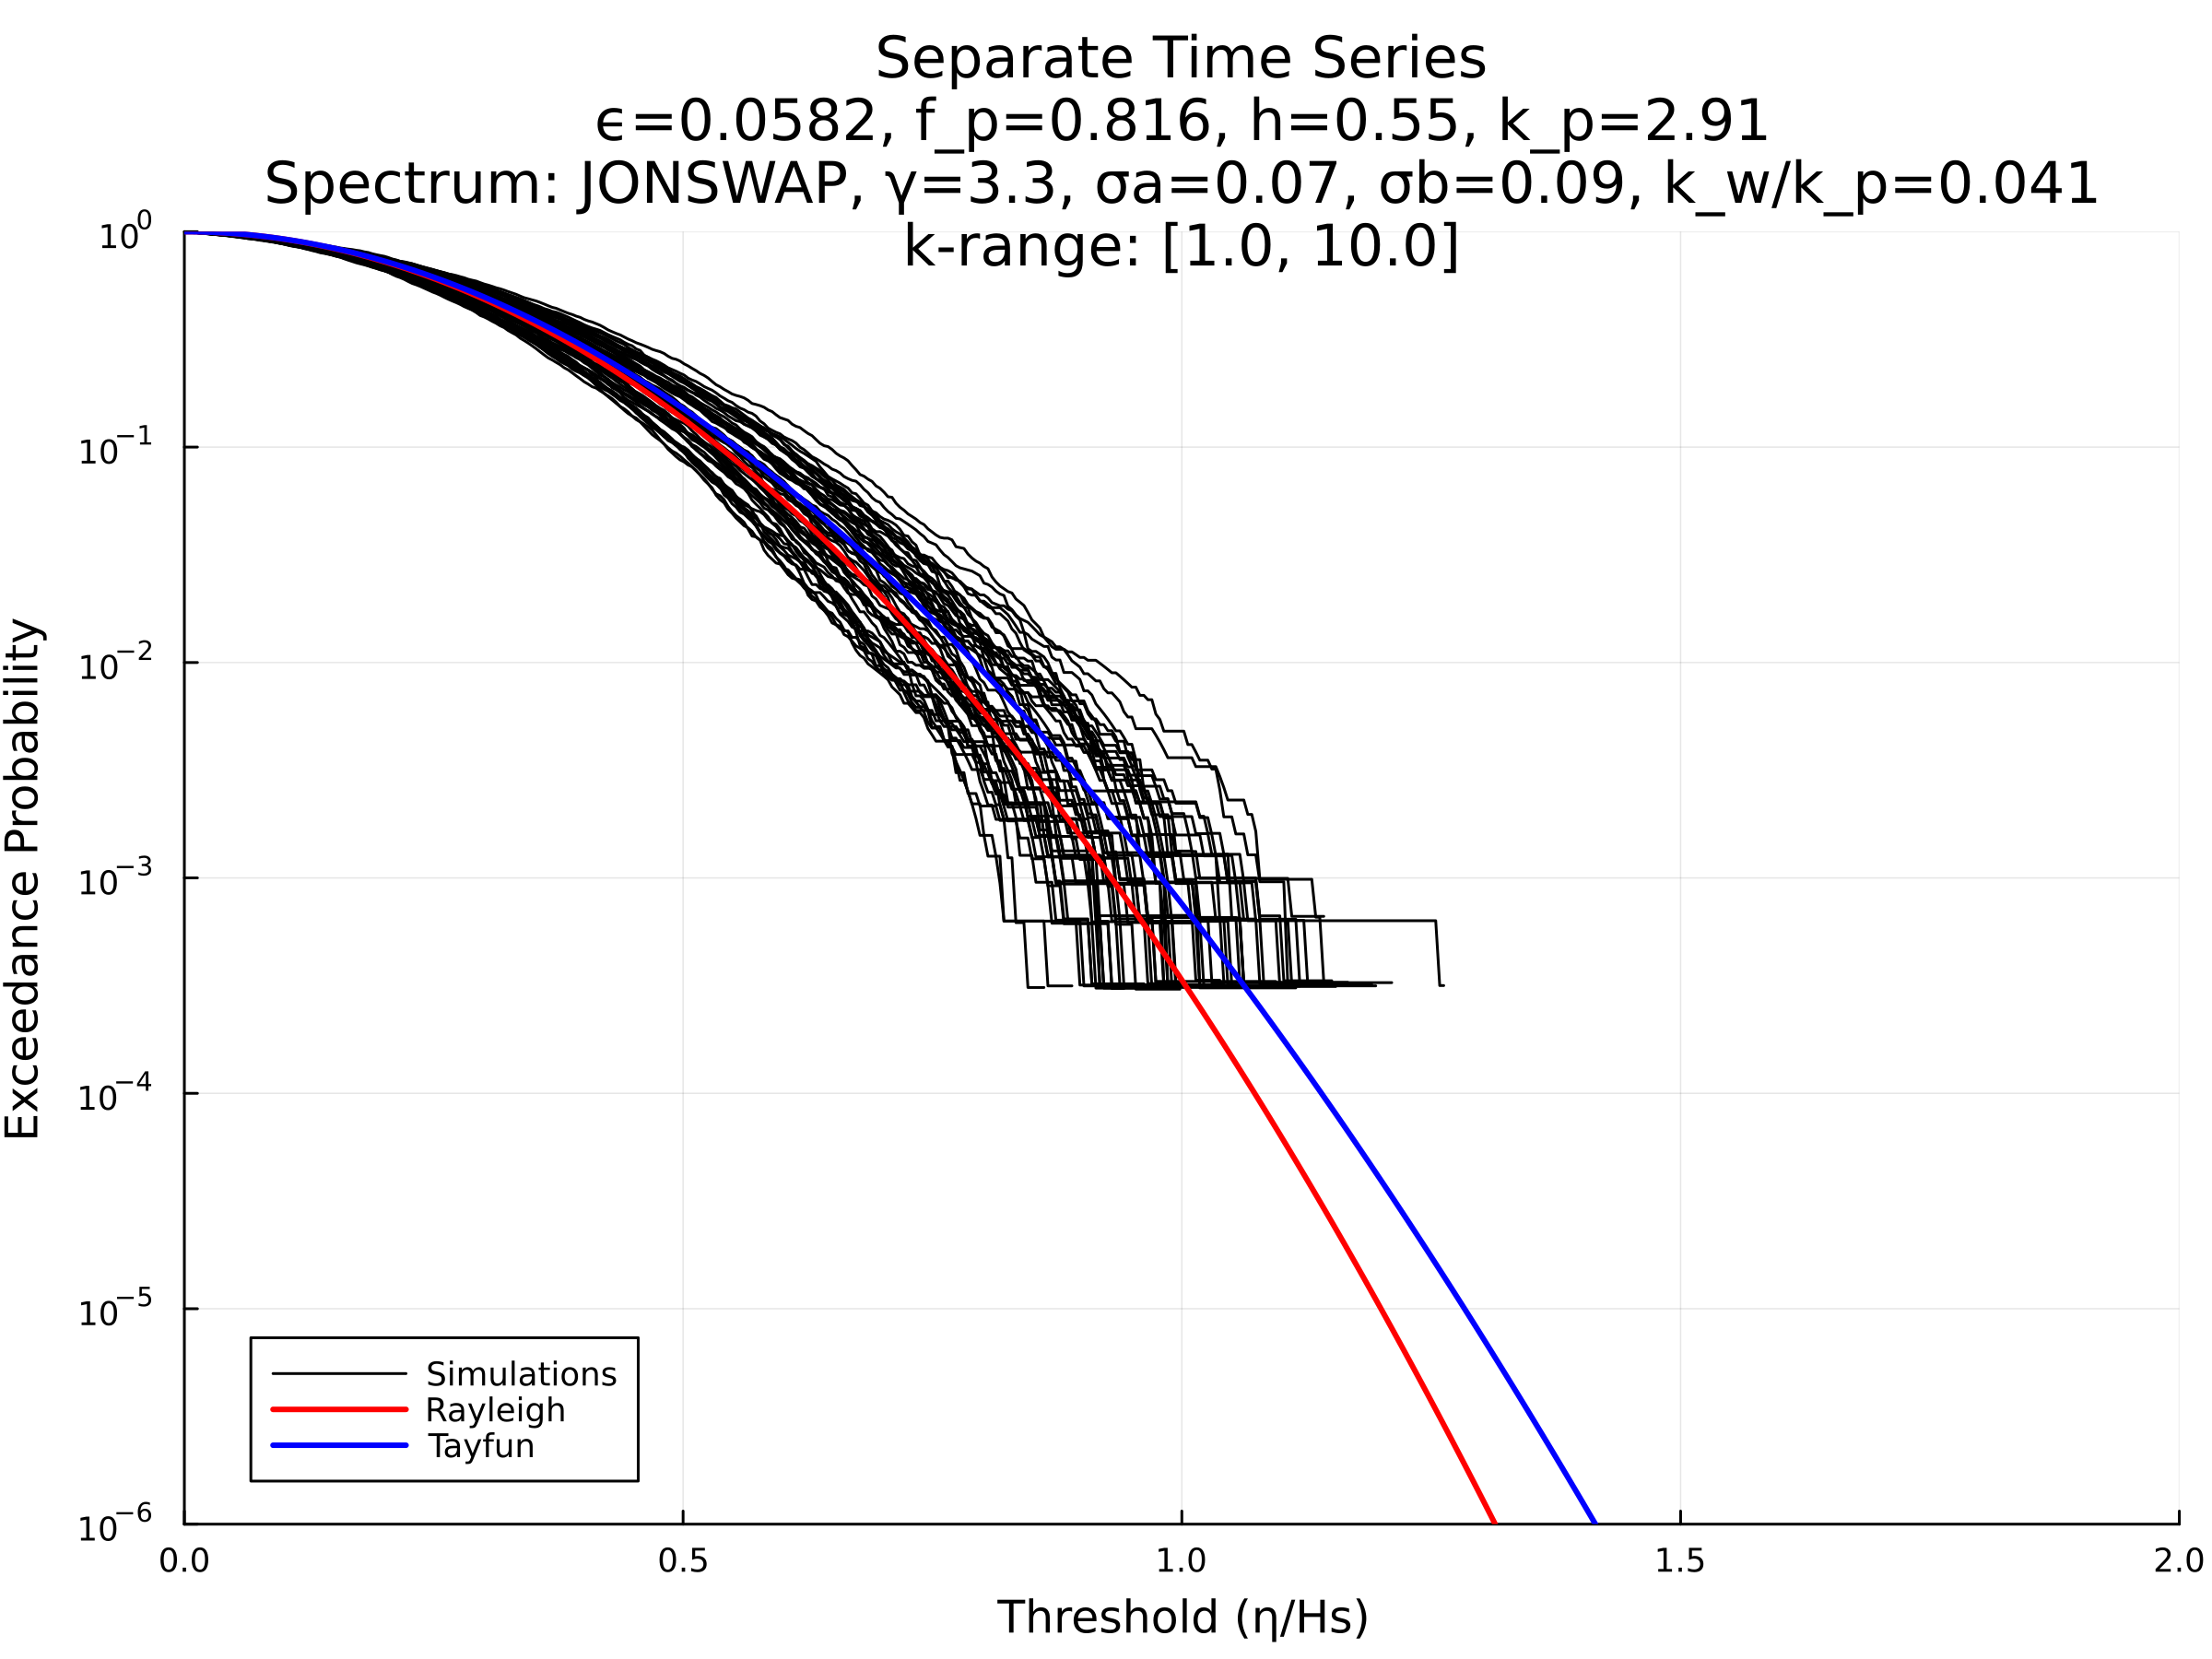 Separate Time Series
ϵ=0.0582, f_p=0.816, h=0.55, k_p=2.91
Spectrum: JONSWAP, γ=3.3, σa=0.07, σb=0.09, k_w/k_p=0.041
k-range: [1.0, 10.0]
10⁰
10⁻¹
10⁻²
10⁻³
10⁻⁴
10⁻⁵
10⁻⁶
Exceedance Probability
Simulations
Rayleigh
Tayfun
0.0 0.5 1.0 1.5 2.0
Threshold (η/Hs)